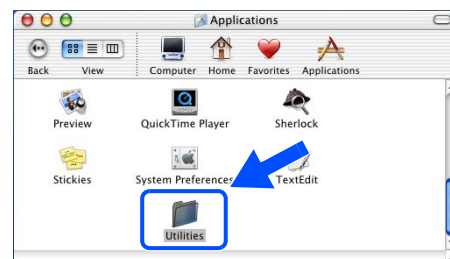 Applications
Back View Computer Home Favorites Applications
Preview QuickTime Player Sherlock
Stickies System Preferences TextEdit
Utilities